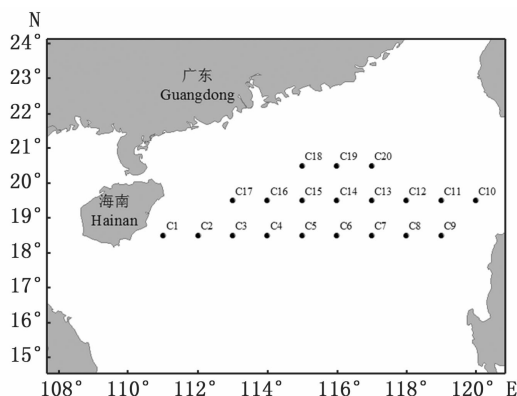 N
24°
23°
22°
21°
20°
19°
18°
17°
16°
15°
广东
Guangdong
海南
Hainan
C18 C19 C20
C17 C16 C15 C14 C13 C12 C11 C10
C1 C2 C3 C4 C5 C6 C7 C8 C9
108° 110° 112° 114° 116° 118° 120° E